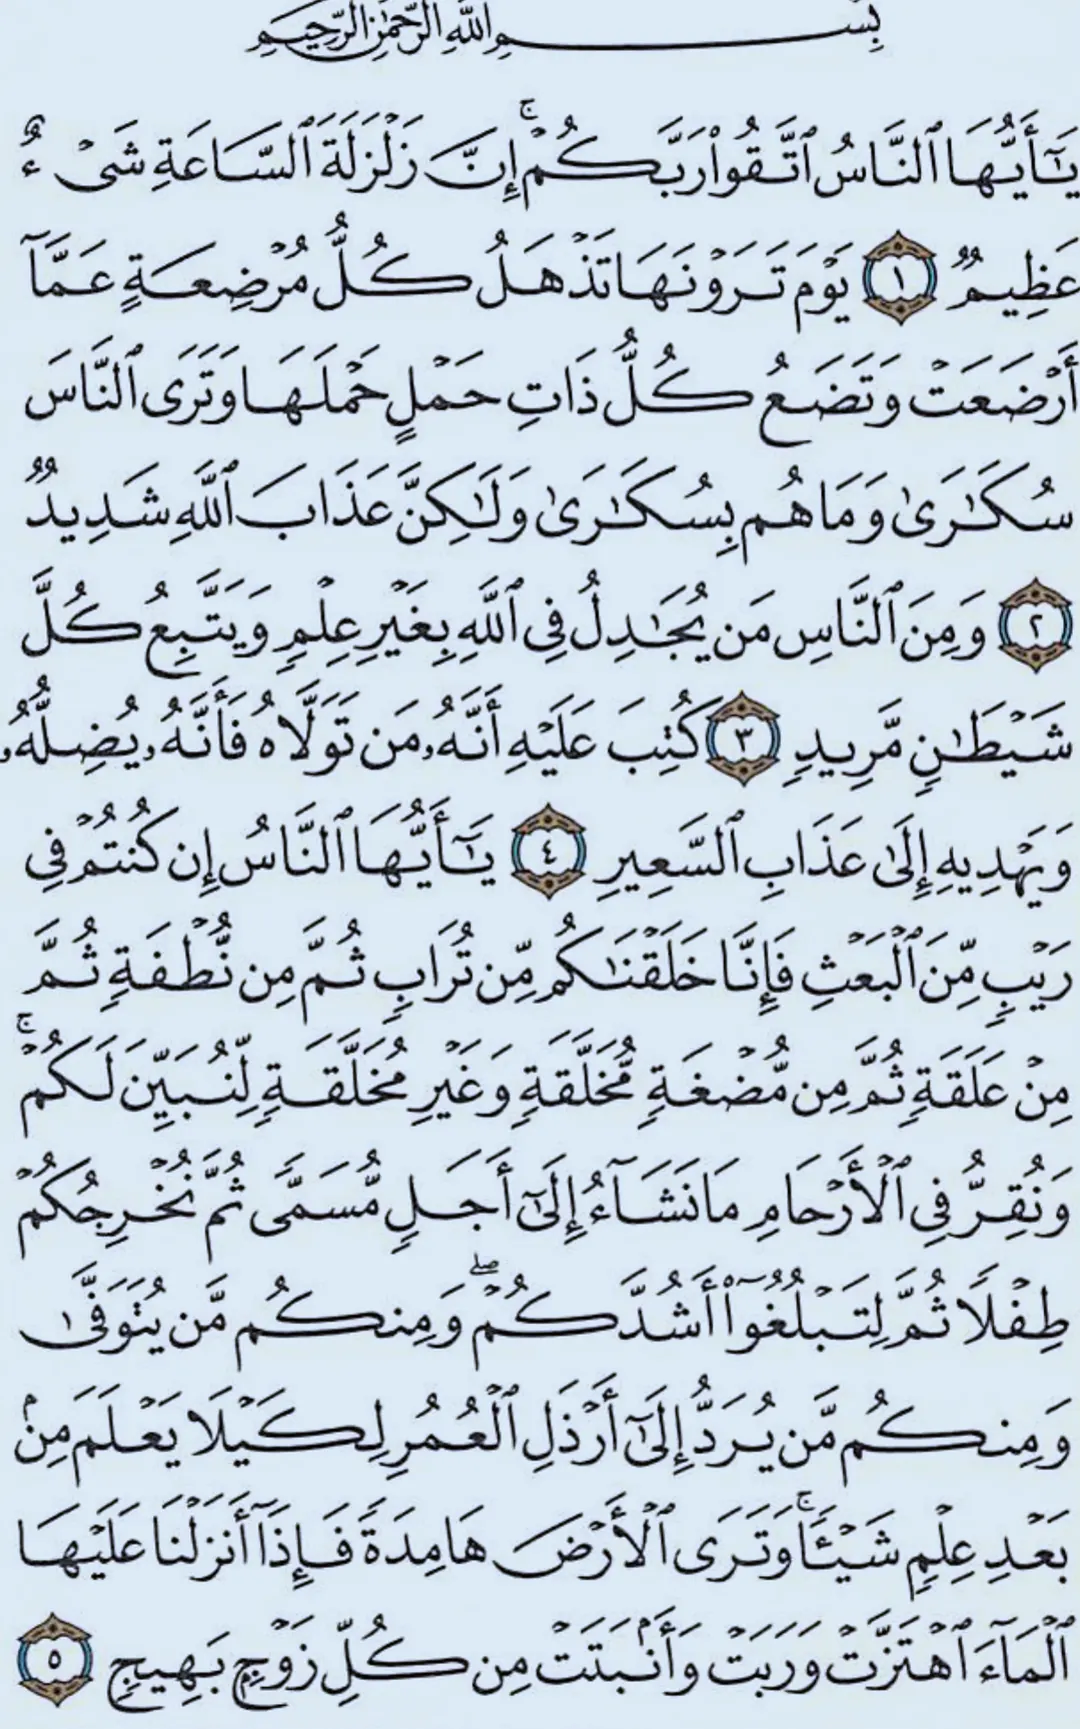 بِسْمِ ٱللَّهِ ٱلرَّحْمَٰنِ ٱلرَّحِيمِ
يَٰٓأَيُّهَا ٱلنَّاسُ ٱتَّقُوا۟ رَبَّكُمْ ۚ إِنَّ زَلْزَلَةَ ٱلسَّاعَةِ شَىْءٌ
عَظِيمٌ ١ يَوْمَ تَرَوْنَهَا تَذْهَلُ كُلُّ مُرْضِعَةٍ عَمَّآ
أَرْضَعَتْ وَتَضَعُ كُلُّ ذَاتِ حَمْلٍ حَمْلَهَا وَتَرَى ٱلنَّاسَ
سُكَٰرَىٰ وَمَا هُم بِسُكَٰرَىٰ وَلَٰكِنَّ عَذَابَ ٱللَّهِ شَدِيدٌ
٢ وَمِنَ ٱلنَّاسِ مَن يُجَٰدِلُ فِى ٱللَّهِ بِغَيْرِ عِلْمٍ وَيَتَّبِعُ كُلَّ
شَيْطَٰنٍ مَّرِيدٍ ٣ كُتِبَ عَلَيْهِ أَنَّهُۥ مَن تَوَلَّاهُ فَأَنَّهُۥ يُضِلُّهُۥ
وَيَهْدِيهِ إِلَىٰ عَذَابِ ٱلسَّعِيرِ ٤ يَٰٓأَيُّهَا ٱلنَّاسُ إِن كُنتُمْ فِى
رَيْبٍ مِّنَ ٱلْبَعْثِ فَإِنَّا خَلَقْنَٰكُم مِّن تُرَابٍ ثُمَّ مِن نُّطْفَةٍ ثُمَّ
مِنْ عَلَقَةٍ ثُمَّ مِن مُّضْغَةٍ مُّخَلَّقَةٍ وَغَيْرِ مُخَلَّقَةٍ لِّنُبَيِّنَ لَكُمْ ۚ
وَنُقِرُّ فِى ٱلْأَرْحَامِ مَا نَشَآءُ إِلَىٰٓ أَجَلٍ مُّسَمًّى ثُمَّ نُخْرِجُكُمْ
طِفْلًا ثُمَّ لِتَبْلُغُوٓا۟ أَشُدَّكُمْ ۖ وَمِنكُم مَّن يُتَوَفَّىٰ
وَمِنكُم مَّن يُرَدُّ إِلَىٰٓ أَرْذَلِ ٱلْعُمُرِ لِكَيْلَا يَعْلَمَ مِنۢ
بَعْدِ عِلْمٍ شَيْـًٔا ۚ وَتَرَى ٱلْأَرْضَ هَامِدَةً فَإِذَآ أَنزَلْنَا عَلَيْهَا
ٱلْمَآءَ ٱهْتَزَّتْ وَرَبَتْ وَأَنۢبَتَتْ مِن كُلِّ زَوْجٍۭ بَهِيجٍ ٥